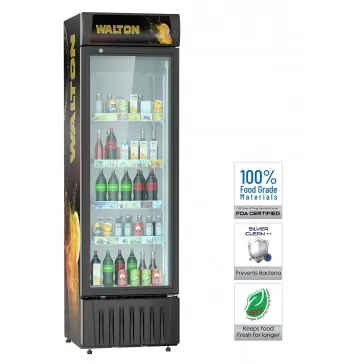 WALTON
WALTON
100%
Food Grade
Materials
FDA CERTIFIED
SILVER
CLEAN ++
Prevents Bacteria
Keeps food
Fresh for longer